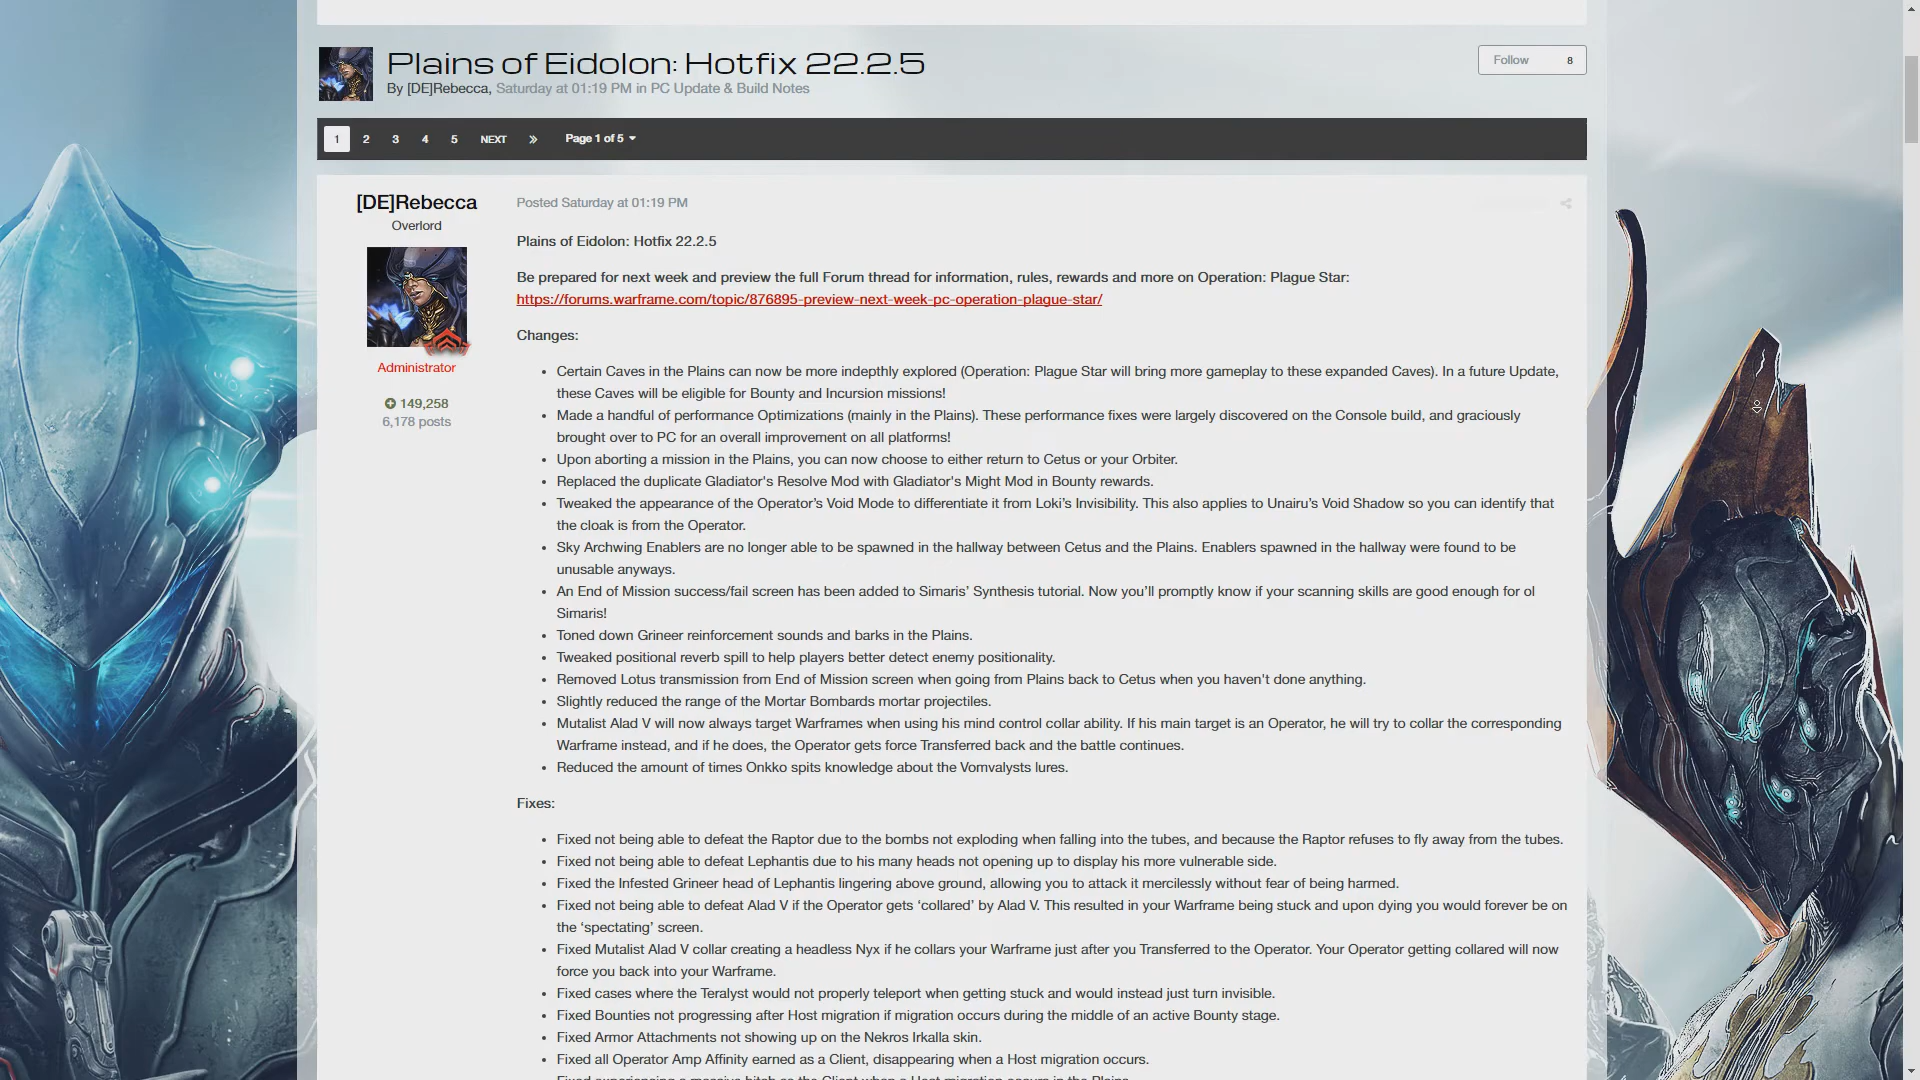 Plains of Eidolon: Hotfix 22.2.5
By [DE]Rebecca, Saturday at 01:19 PM in PC Update & Build Notes
Follow 8
1 2 3 4 5 NEXT » Page 1 of 5
[DE]Rebecca
Overlord
Administrator
149,258
6,178 posts
Posted Saturday at 01:19 PM
Plains of Eidolon: Hotfix 22.2.5
Be prepared for next week and preview the full Forum thread for information, rules, rewards and more on Operation: Plague Star:
https://forums.warframe.com/topic/876895-preview-next-week-pc-operation-plague-star/
Changes:
• Certain Caves in the Plains can now be more indepthly explored (Operation: Plague Star will bring more gameplay to these expanded Caves). In a future Update,
these Caves will be eligible for Bounty and Incursion missions!
• Made a handful of performance Optimizations (mainly in the Plains). These performance fixes were largely discovered on the Console build, and graciously
brought over to PC for an overall improvement on all platforms!
• Upon aborting a mission in the Plains, you can now choose to either return to Cetus or your Orbiter.
• Replaced the duplicate Gladiator's Resolve Mod with Gladiator's Might Mod in Bounty rewards.
• Tweaked the appearance of the Operator’s Void Mode to differentiate it from Loki’s Invisibility. This also applies to Unairu’s Void Shadow so you can identify that
the cloak is from the Operator.
• Sky Archwing Enablers are no longer able to be spawned in the hallway between Cetus and the Plains. Enablers spawned in the hallway were found to be
unusable anyways.
• An End of Mission success/fail screen has been added to Simaris’ Synthesis tutorial. Now you’ll promptly know if your scanning skills are good enough for ol
Simaris!
• Toned down Grineer reinforcement sounds and barks in the Plains.
• Tweaked positional reverb spill to help players better detect enemy positionality.
• Removed Lotus transmission from End of Mission screen when going from Plains back to Cetus when you haven't done anything.
• Slightly reduced the range of the Mortar Bombards mortar projectiles.
• Mutalist Alad V will now always target Warframes when using his mind control collar ability. If his main target is an Operator, he will try to collar the corresponding
Warframe instead, and if he does, the Operator gets force Transferred back and the battle continues.
• Reduced the amount of times Onkko spits knowledge about the Vomvalysts lures.
Fixes:
• Fixed not being able to defeat the Raptor due to the bombs not exploding when falling into the tubes, and because the Raptor refuses to fly away from the tubes.
• Fixed not being able to defeat Lephantis due to his many heads not opening up to display his more vulnerable side.
• Fixed the Infested Grineer head of Lephantis lingering above ground, allowing you to attack it mercilessly without fear of being harmed.
• Fixed not being able to defeat Alad V if the Operator gets ‘collared’ by Alad V. This resulted in your Warframe being stuck and upon dying you would forever be on
the ‘spectating’ screen.
• Fixed Mutalist Alad V collar creating a headless Nyx if he collars your Warframe just after you Transferred to the Operator. Your Operator getting collared will now
force you back into your Warframe.
• Fixed cases where the Teralyst would not properly teleport when getting stuck and would instead just turn invisible.
• Fixed Bounties not progressing after Host migration if migration occurs during the middle of an active Bounty stage.
• Fixed Armor Attachments not showing up on the Nekros Irkalla skin.
• Fixed all Operator Amp Affinity earned as a Client, disappearing when a Host migration occurs.
• Fixed experiencing a massive hitch as the Client when a Host migration occurs in the Plains.